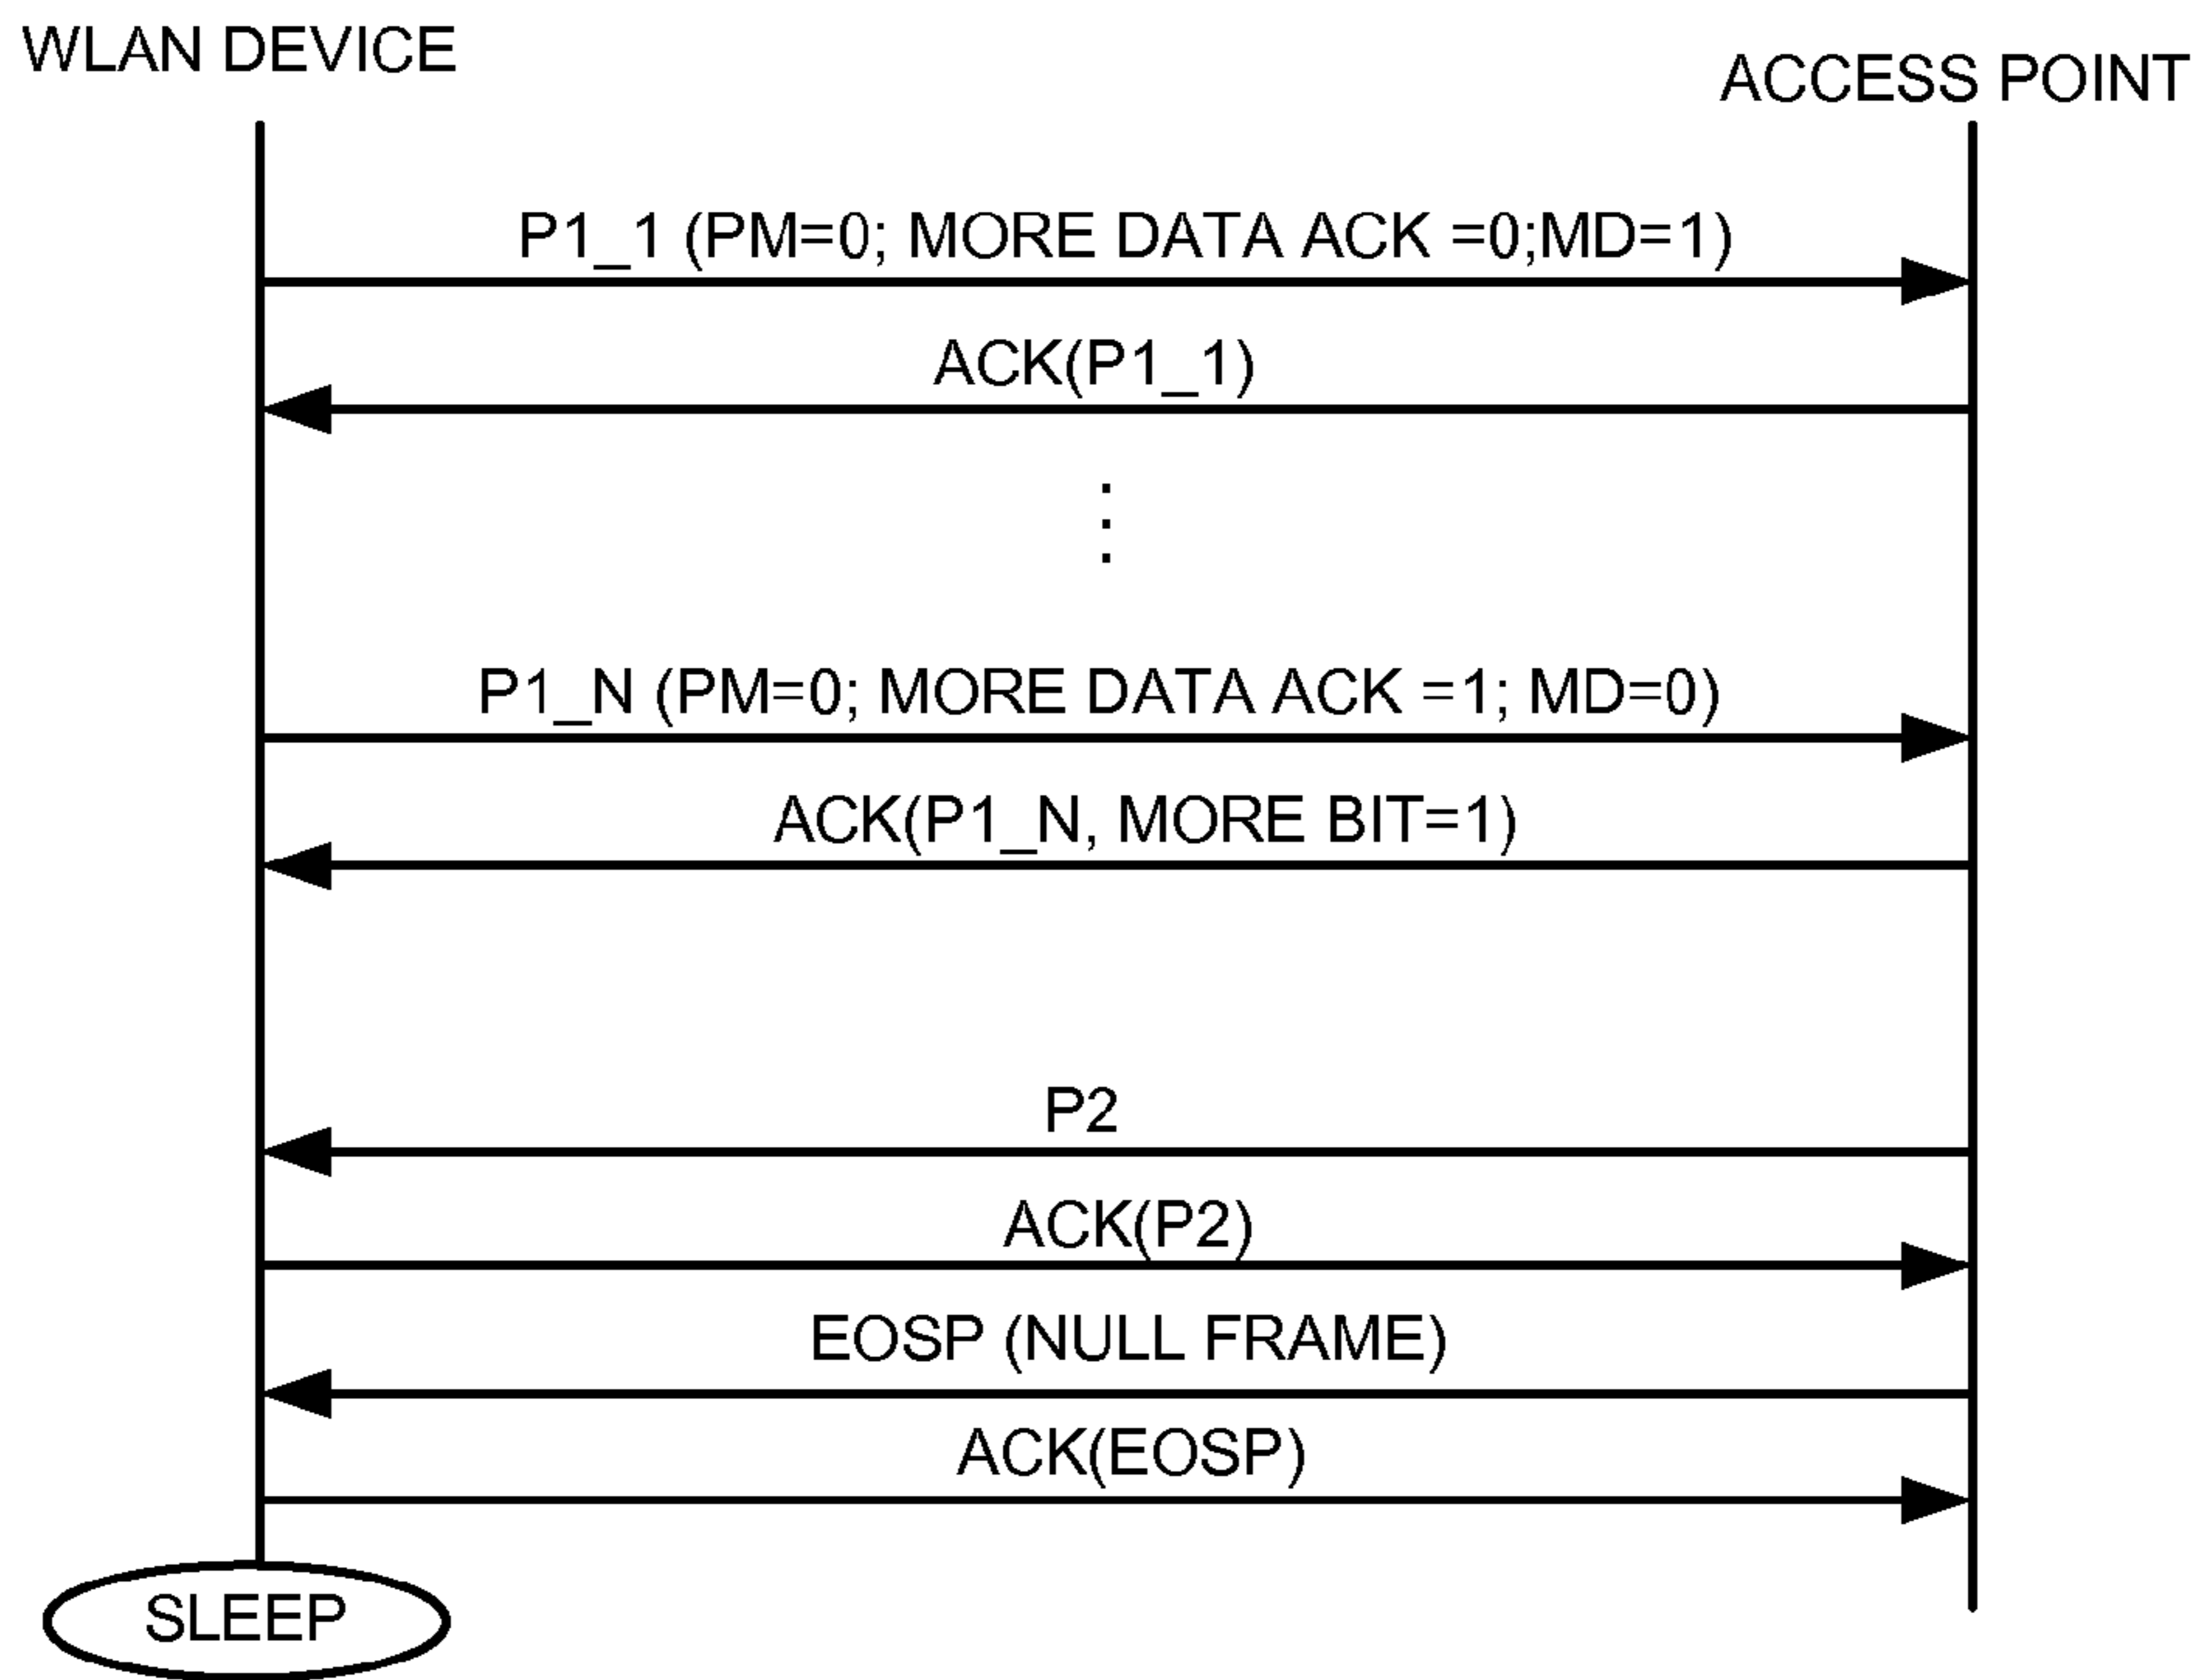 WLAN DEVICE
ACCESS POINT
P1_1 (PM=0; MORE DATA ACK =0;MD=1)
ACK(P1_1)
P1_N (PM=0; MORE DATA ACK =1; MD=0)
ACK(P1_N, MORE BIT=1)
P2
ACK(P2)
EOSP (NULL FRAME)
ACK(EOSP)
SLEEP